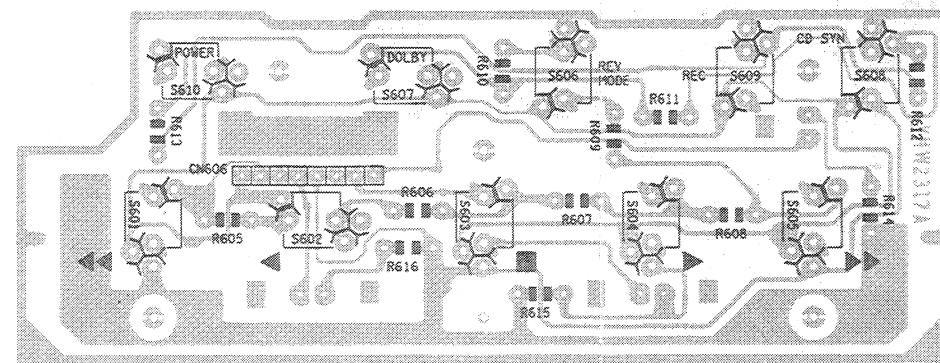 POWER
S610
DOLBY
S607
R610
S606
REV
MODE
R611
REC
S609
CD SYN
S608
R612
R613
R609
CN606
VMW2317A
S601
R605
S602
R606
R616
S603
R607
R615
S604
R608
S605
R614